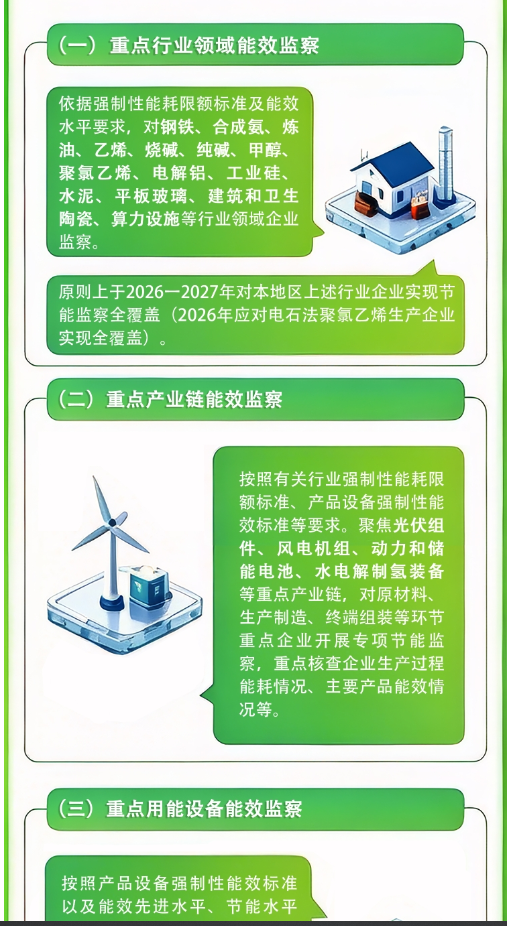 （一）重点行业领域能效监察
依据强制性能耗限额标准及能效
水平要求，对钢铁、合成氨、炼
油、乙烯、烧碱、纯碱、甲醇、
聚氯乙烯、电解铝、工业硅、
水泥、平板玻璃、建筑和卫生
陶瓷、算力设施等行业领域企业
监察。
原则上于2026—2027年对本地区上述行业企业实现节
能监察全覆盖（2026年应对电石法聚氯乙烯生产企业
实现全覆盖）。
（二）重点产业链能效监察
按照有关行业强制性能耗限
额标准、产品设备强制性能
效标准等要求。聚焦光伏组
件、风电机组、动力和储
能电池、水电解制氢装备
等重点产业链，对原材料、
生产制造、终端组装等环节
重点企业开展专项节能监
察，重点核查企业生产过程
能耗情况、主要产品能效情
况等。
（三）重点用能设备能效监察
按照产品设备强制性能效标准
以及能效先进水平、节能水平